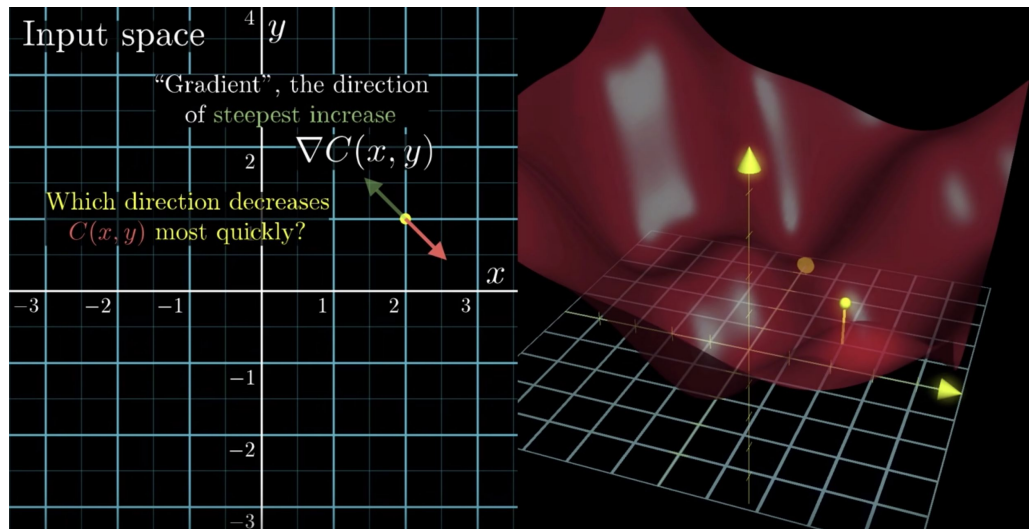 Input space
4
y
“Gradient”, the direction
of steepest increase
∇C(x, y)
2
Which direction decreases
C(x, y) most quickly?
x
−3 −2 −1 1 2 3
−1
−2
−3